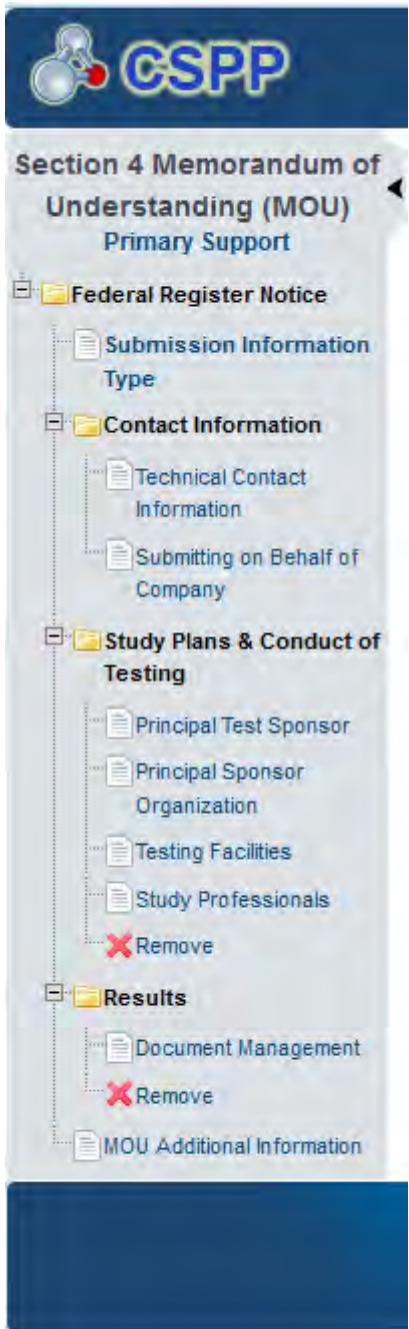 CSPP
Section 4 Memorandum of
Understanding (MOU)
Primary Support
Federal Register Notice
Submission Information
Type
Contact Information
Technical Contact
Information
Submitting on Behalf of
Company
Study Plans & Conduct of
Testing
Principal Test Sponsor
Principal Sponsor
Organization
Testing Facilities
Study Professionals
Remove
Results
Document Management
Remove
MOU Additional Information